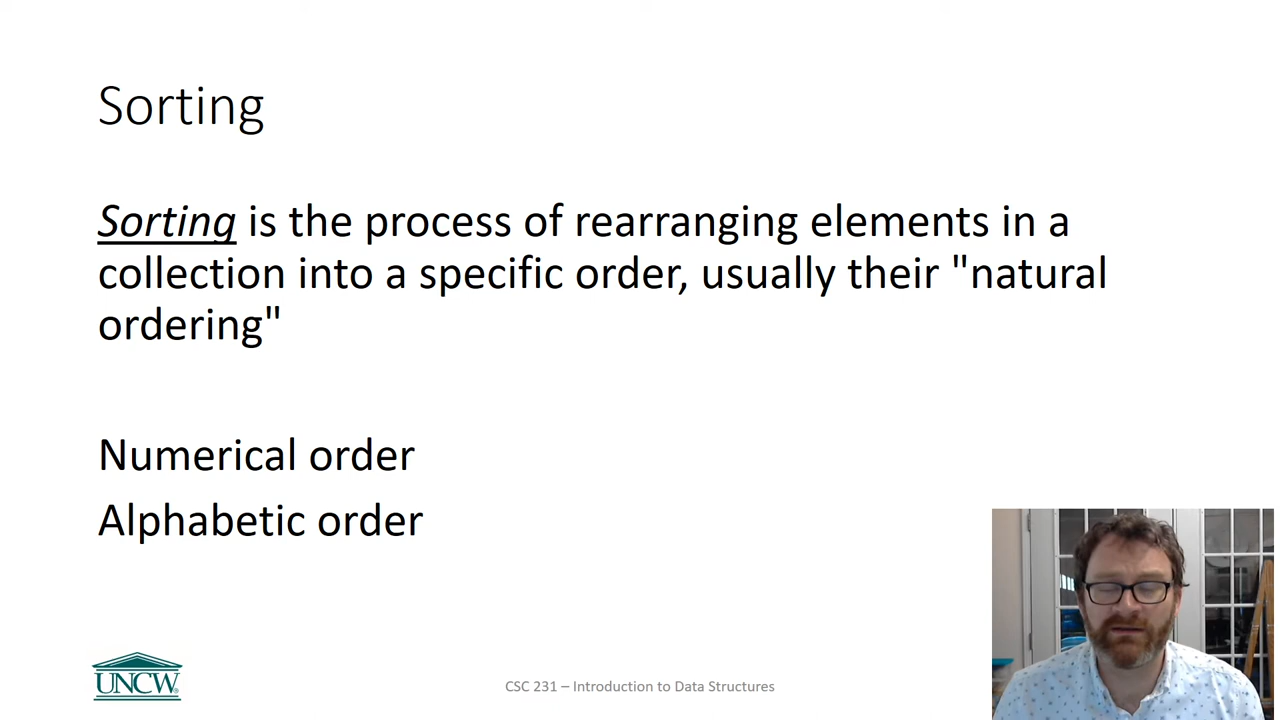 Sorting
Sorting is the process of rearranging elements in a
collection into a specific order, usually their "natural
ordering"
Numerical order
Alphabetic order
UNCW
CSC 231 – Introduction to Data Structures